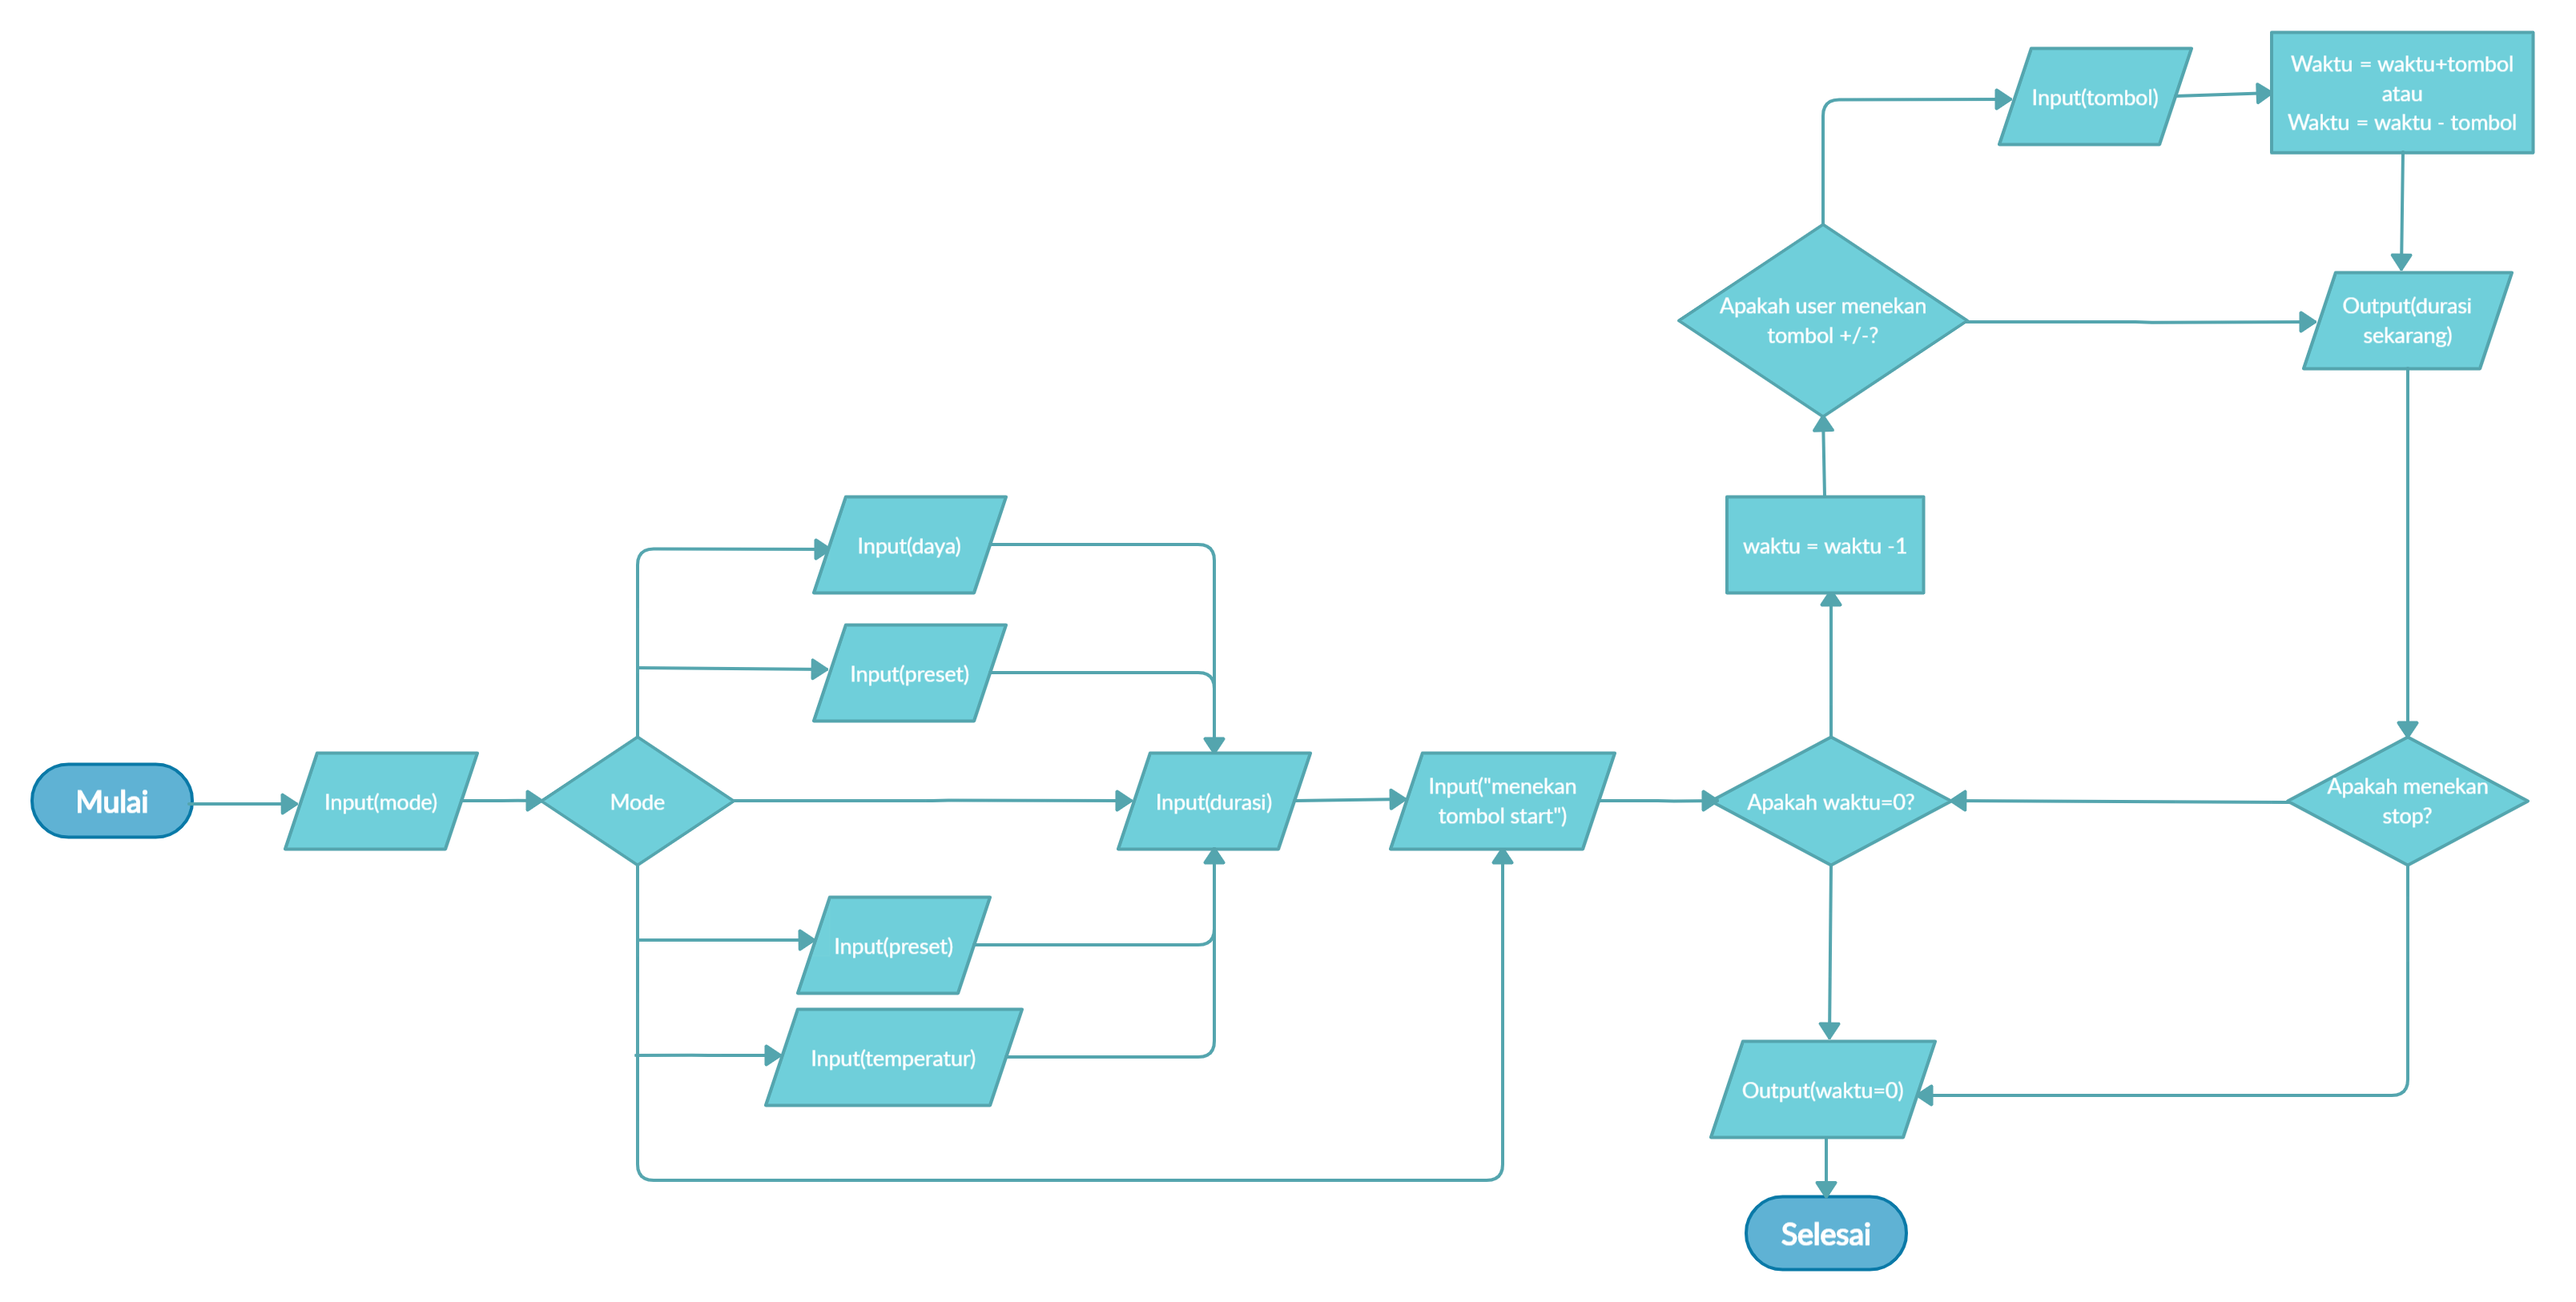 Mulai
Input(mode)
Mode
Input(daya)
Input(preset)
Input(preset)
Input(temperatur)
Input(durasi)
Input("menekan
tombol start")
Apakah waktu=0?
waktu = waktu -1
Apakah user menekan
tombol +/-?
Input(tombol)
Waktu = waktu+tombol
atau
Waktu = waktu - tombol
Output(durasi
sekarang)
Apakah menekan
stop?
Output(waktu=0)
Selesai